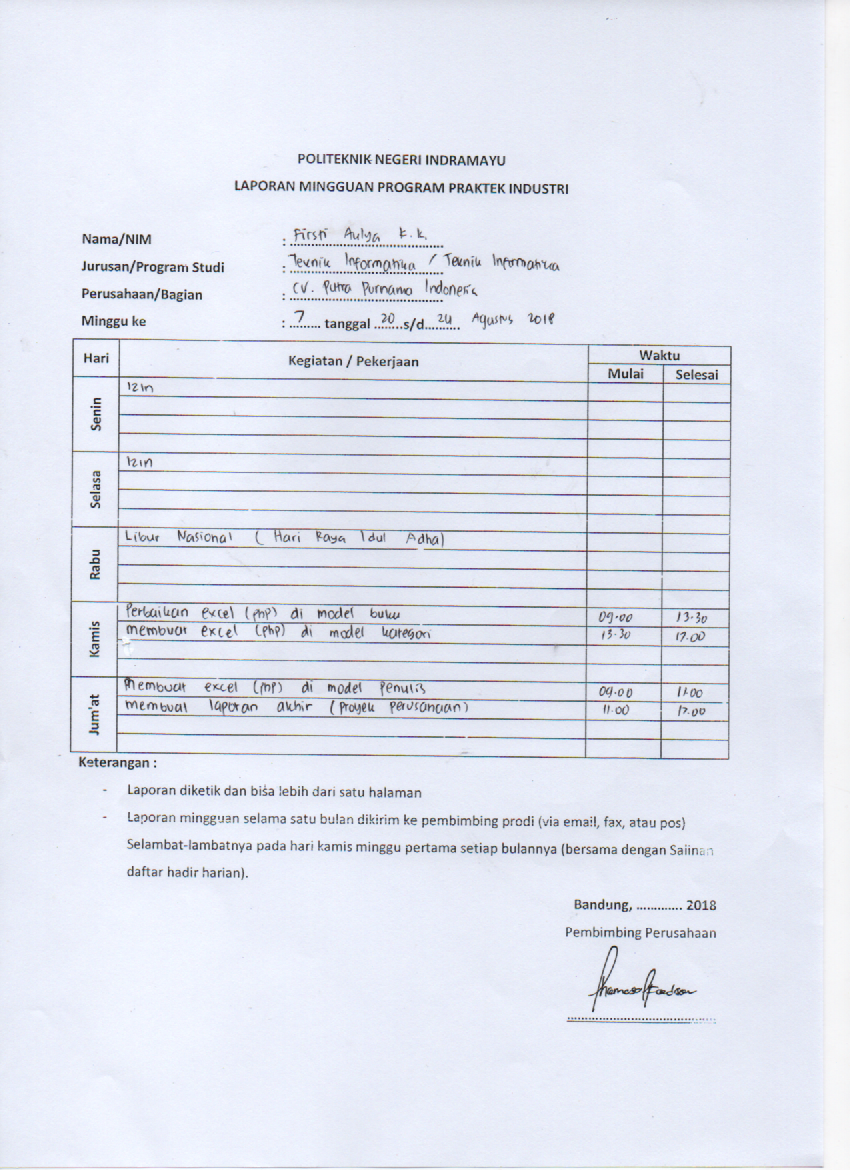 POLITEKNIK NEGERI INDRAMAYU
LAPORAN MINGGUAN PROGRAM PRAKTEK INDUSTRI
Nama/NIM : Firsti Aulya K.K.
Jurusan/Program Studi : Teknik Informatika / Teknik Informatika
Perusahaan/Bagian : CV. Putra Purnama Indonesia
Minggu ke : 7 tanggal 20 s/d 24 Agustus 2018
Hari Kegiatan / Pekerjaan Waktu
Mulai Selesai
Senin Izin
Selasa Izin
Rabu Libur Nasional ( Hari Raya Idul Adha)
Kamis Perbaikan excel (php) di model buku 09.00 13.30
membuat excel (php) di model kategori 13.30 17.00
Jum'at Membuat excel (php) di model penulis 09.00 11.00
membuat laporan akhir (proyek perusahaan) 11.00 17.00
Keterangan :
- Laporan diketik dan bisa lebih dari satu halaman
- Laporan mingguan selama satu bulan dikirim ke pembimbing prodi (via email, fax, atau pos)
Selambat-lambatnya pada hari kamis minggu pertama setiap bulannya (bersama dengan Salinan
daftar hadir harian).
Bandung, ............. 2018
Pembimbing Perusahaan